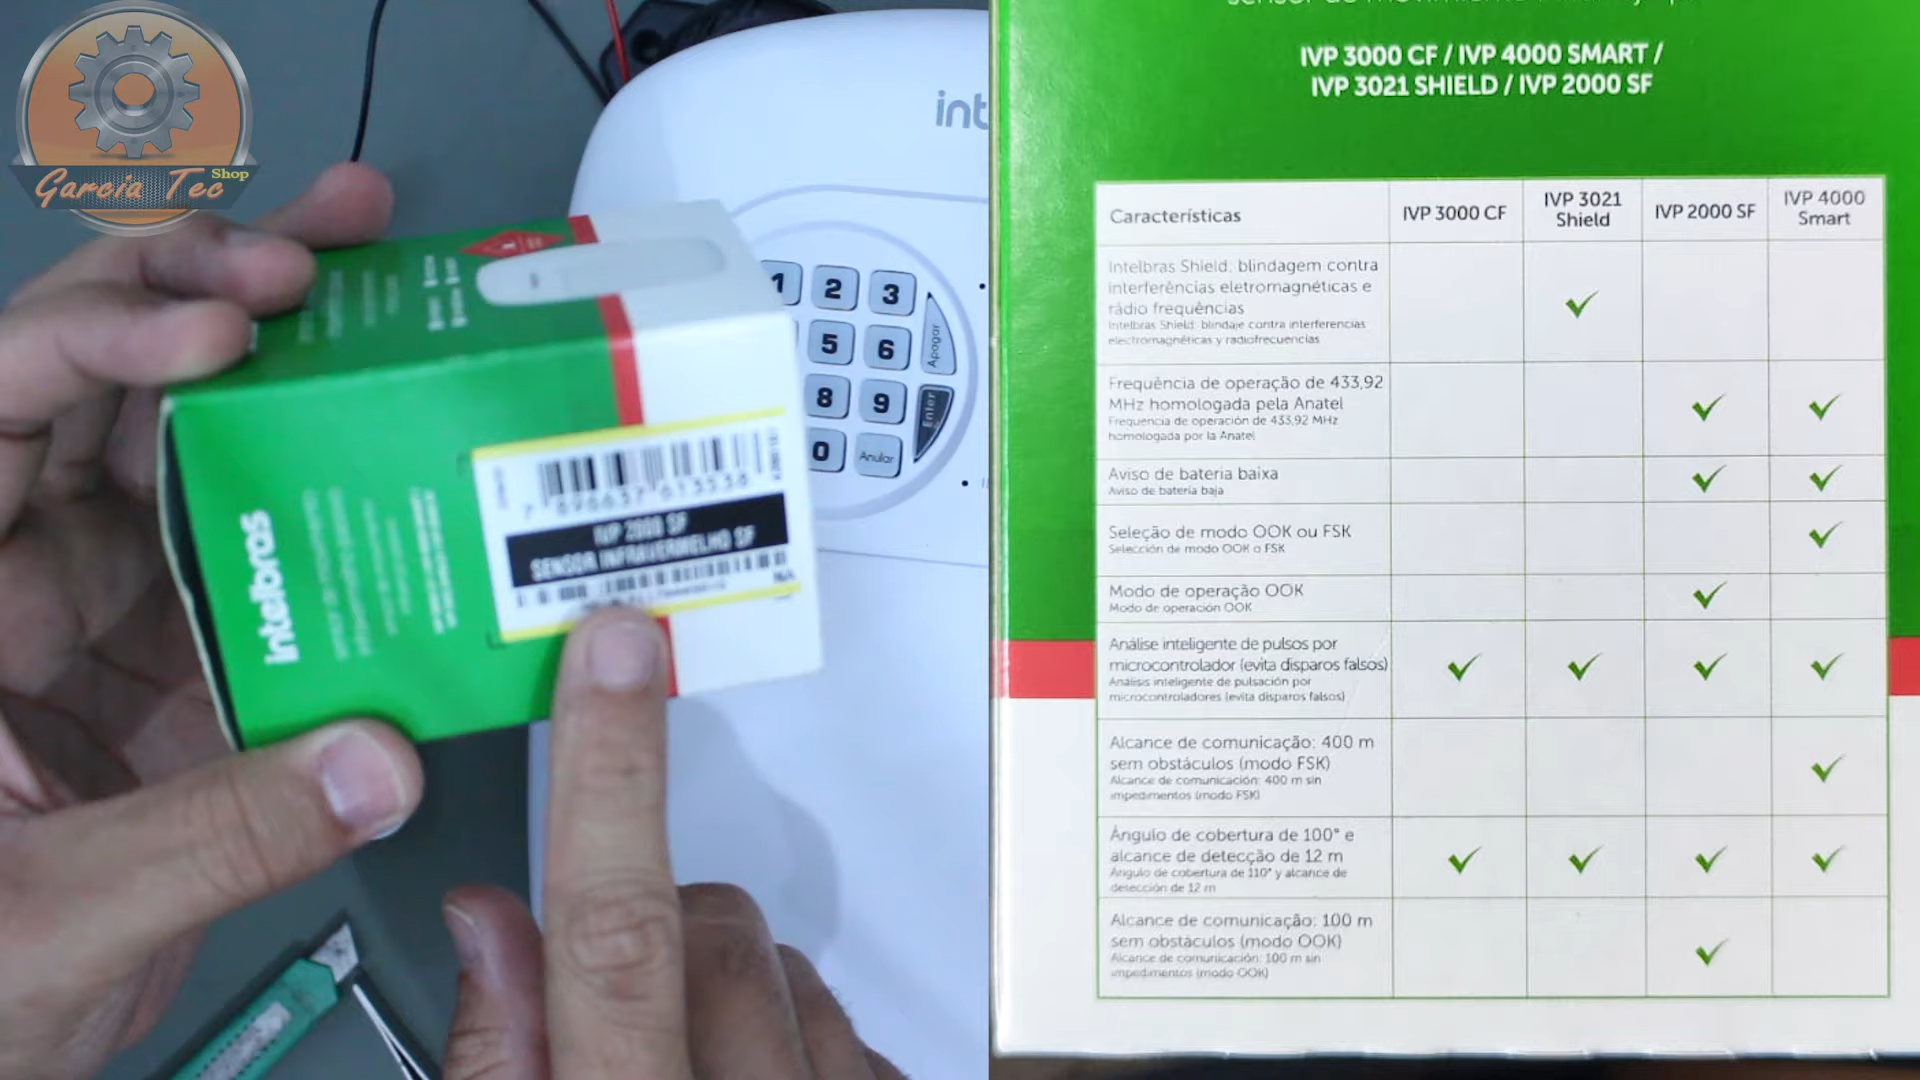 Garcia Tec
Shop
intelbras
7 898637 013538
IVP 2000 SF
SENSOR INFRAVERMELHO SF
NA
int
1 2 3
5 6
8 9
0
Anular
Apagar
Enter
IVP 3000 CF / IVP 4000 SMART /
IVP 3021 SHIELD / IVP 2000 SF
Características
IVP 3000 CF
IVP 3021
Shield
IVP 2000 SF
IVP 4000
Smart
Intelbras Shield: blindagem contra
interferências eletromagnéticas e
rádio frequências
Intelbras Shield: blindaje contra interferencias
electromagnéticas y radiofrecuencias
Frequência de operação de 433,92
MHz homologada pela Anatel
Frequencia de operación de 433,92 MHz
homologada por la Anatel
Aviso de bateria baixa
Aviso de batería baja
Seleção de modo OOK ou FSK
Selección de modo OOK o FSK
Modo de operação OOK
Modo de operación OOK
Análise inteligente de pulsos por
microcontrolador (evita disparos falsos)
Análisis inteligente de pulsación por
microcontroladores (evita disparos falsos)
Alcance de comunicação: 400 m
sem obstáculos (modo FSK)
Alcance de comunicación: 400 m sin
impedimentos (modo FSK)
Ângulo de cobertura de 100° e
alcance de detecção de 12 m
Ángulo de cobertura de 110° y alcance de
detección de 12 m
Alcance de comunicação: 100 m
sem obstáculos (modo OOK)
Alcance de comunicación: 100 m sin
impedimentos (modo OOK)